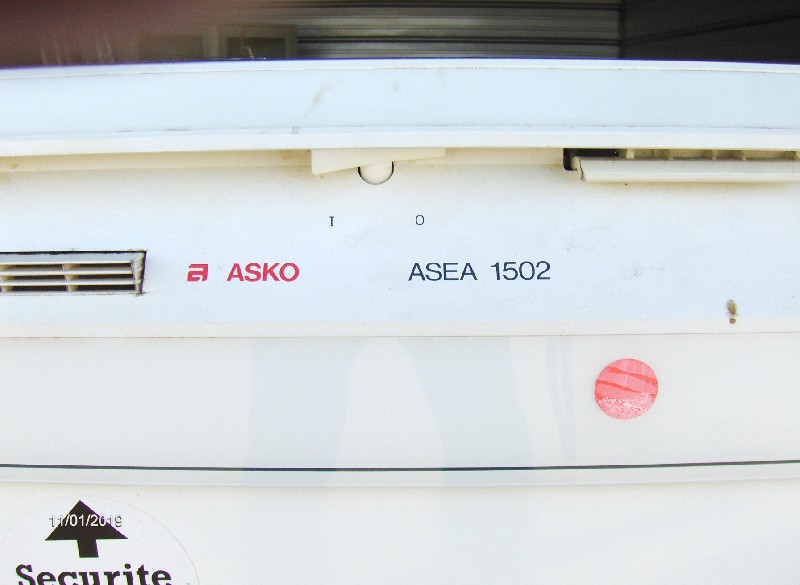 I O
ASKO ASEA 1502
11/01/2019
Securite